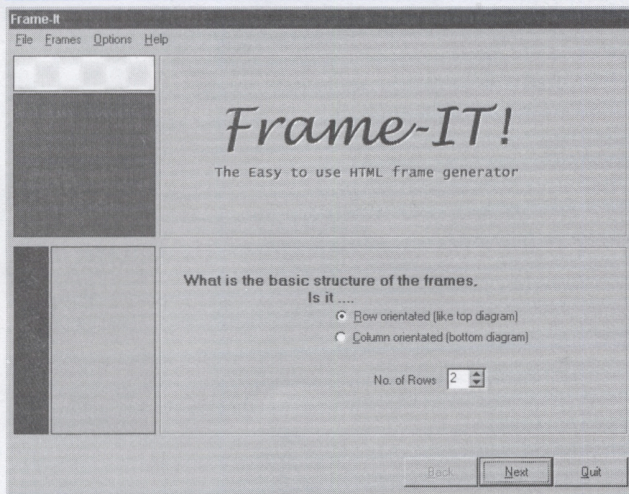 Frame-It
File Frames Options Help
Frame-IT!
The Easy to use HTML frame generator
What is the basic structure of the frames,
Is it ....
Row orientated (like top diagram)
Column orientated (bottom diagram)
No. of Rows 2
Back Next Quit